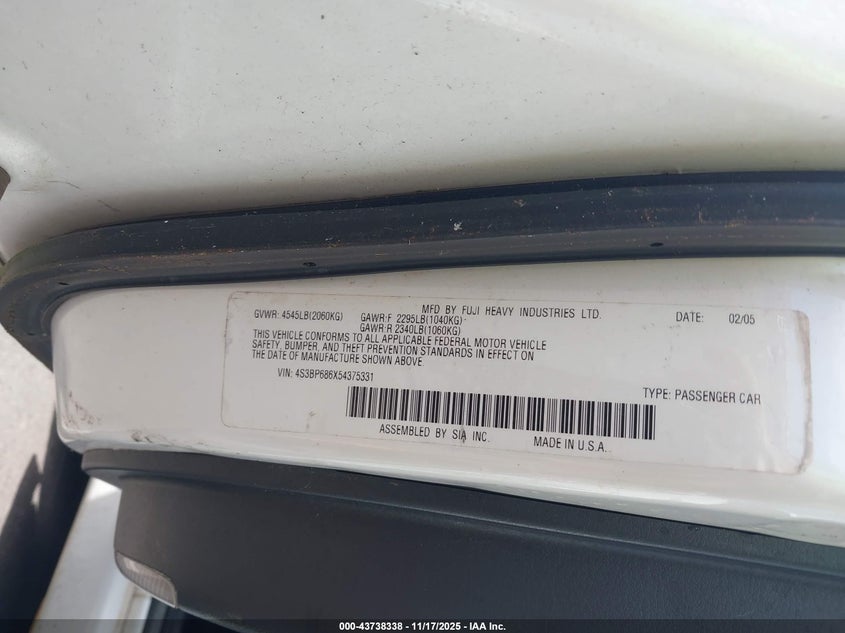 MFD BY FUJI HEAVY INDUSTRIES LTD. DATE: 02/05
GVWR: 4545LB(2060KG) GAWR:F 2295LB(1040KG)
GAWR:R 2340LB(1060KG)
THIS VEHICLE CONFORMS TO ALL APPLICABLE FEDERAL MOTOR VEHICLE
SAFETY, BUMPER, AND THEFT PREVENTION STANDARDS IN EFFECT ON
THE DATE OF MANUFACTURE SHOWN ABOVE.
VIN: 4S3BP686X54375331
TYPE: PASSENGER CAR
ASSEMBLED BY SIA INC. MADE IN U.S.A.
000-43738338 - 11/17/2025 - IAA Inc.